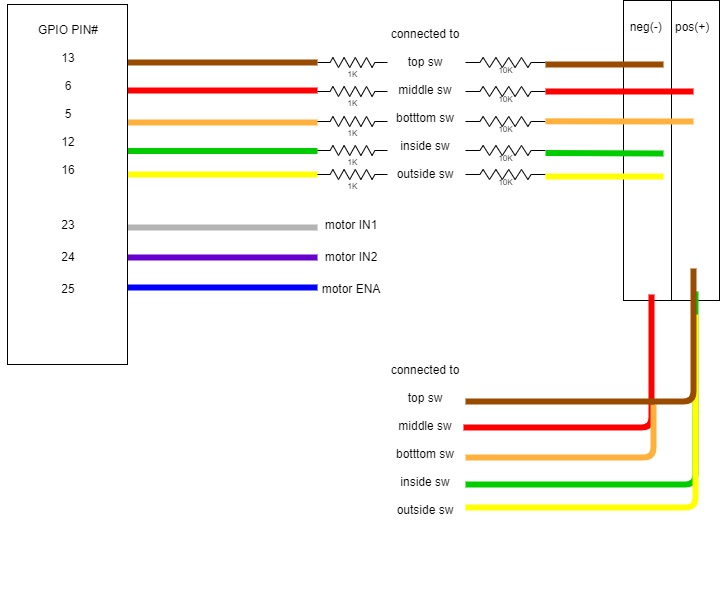 GPIO PIN#
connected to
neg(-) pos(+)
13 1K top sw 10K
6 1K middle sw 10K
5 1K botttom sw 10K
12 1K inside sw 10K
16 1K outside sw 10K
23 motor IN1
24 motor IN2
25 motor ENA
connected to
top sw
middle sw
botttom sw
inside sw
outside sw